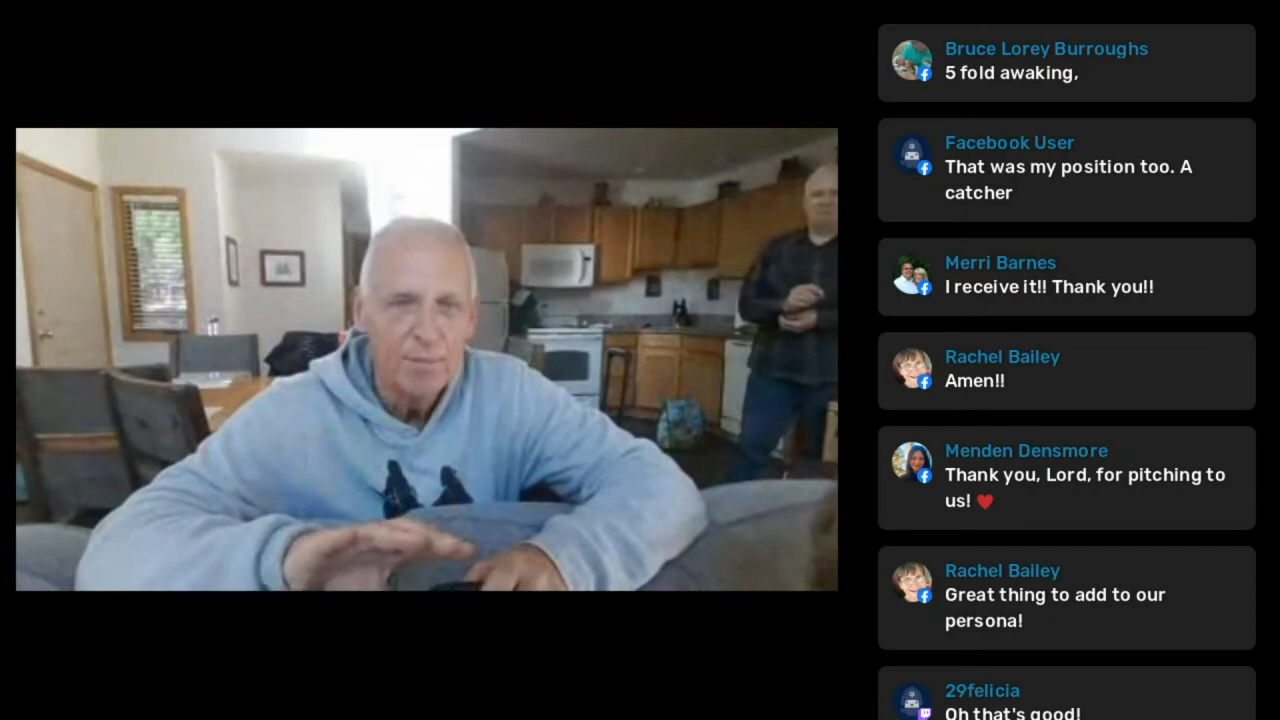 Bruce Lorey Burroughs
5 fold awaking,
Facebook User
That was my position too. A
catcher
Merri Barnes
I receive it!! Thank you!!
Rachel Bailey
Amen!!
Menden Densmore
Thank you, Lord, for pitching to
us! ❤️
Rachel Bailey
Great thing to add to our
persona!
29felicia
Oh that's good!